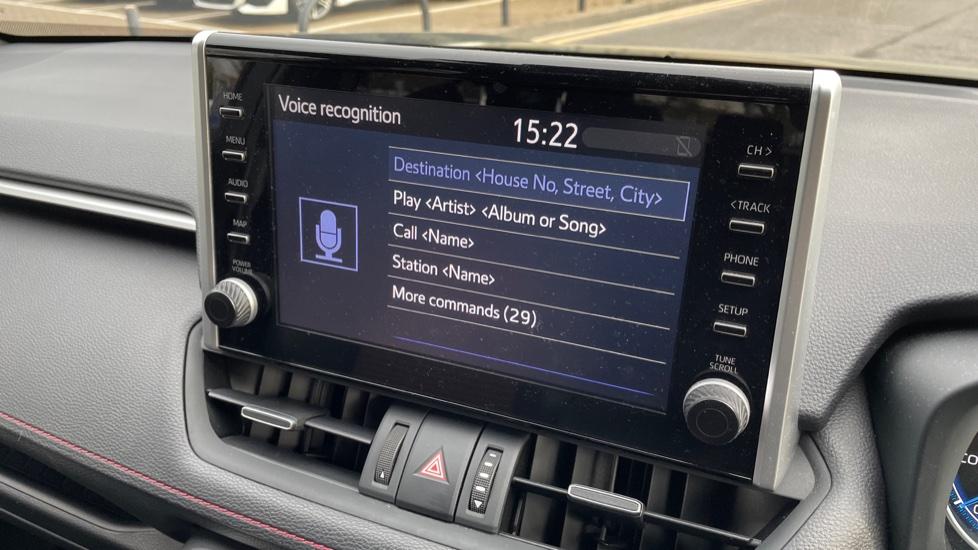 Voice recognition
15:22
Destination <House No, Street, City>
Play <Artist> <Album or Song>
Call <Name>
Station <Name>
More commands (29)
HOME
MENU
AUDIO
MAP
POWER
VOLUME
CH >
< TRACK
PHONE
SETUP
TUNE
SCROLL